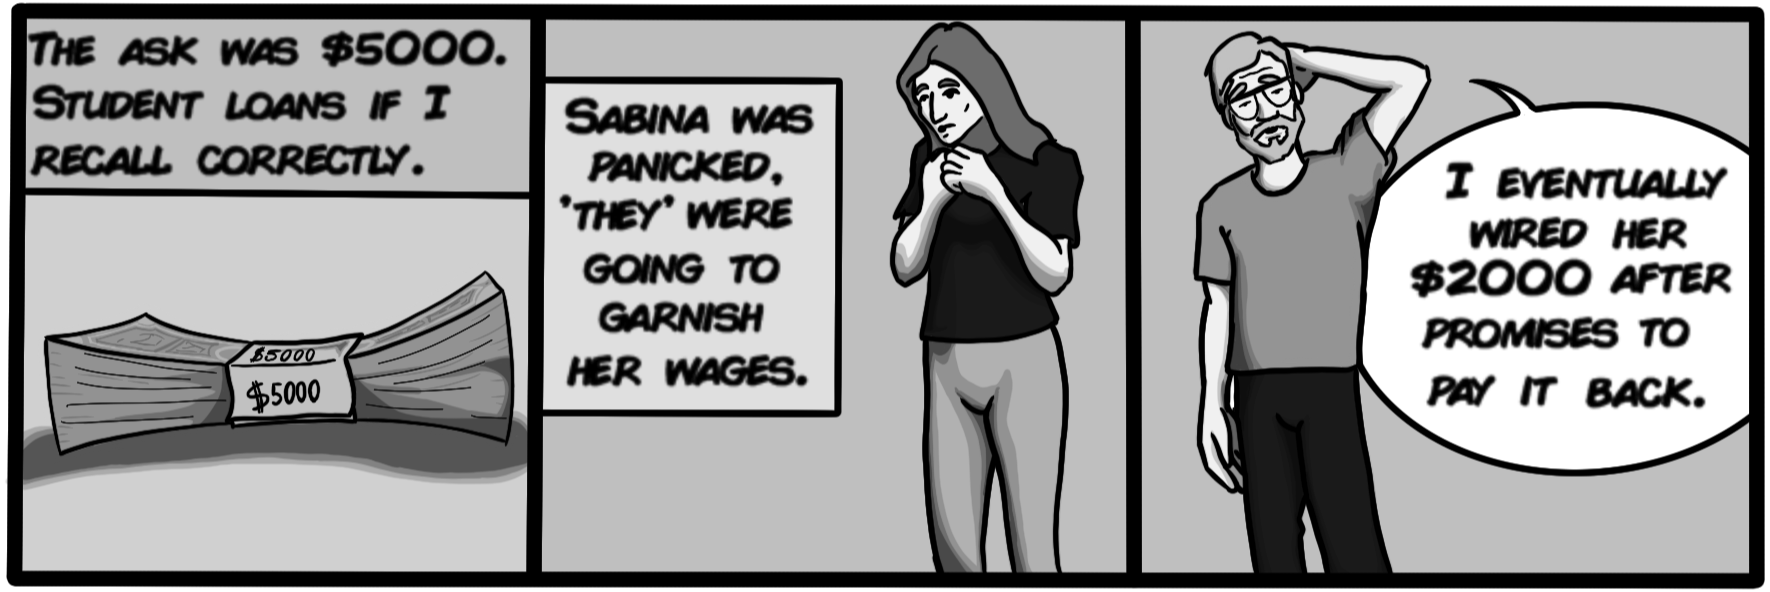 THE ASK WAS $5000.
STUDENT LOANS IF I
RECALL CORRECTLY.
$5000
$5000
SABINA WAS
PANICKED,
'THEY' WERE
GOING TO
GARNISH
HER WAGES.
I EVENTUALLY
WIRED HER
$2000 AFTER
PROMISES TO
PAY IT BACK.